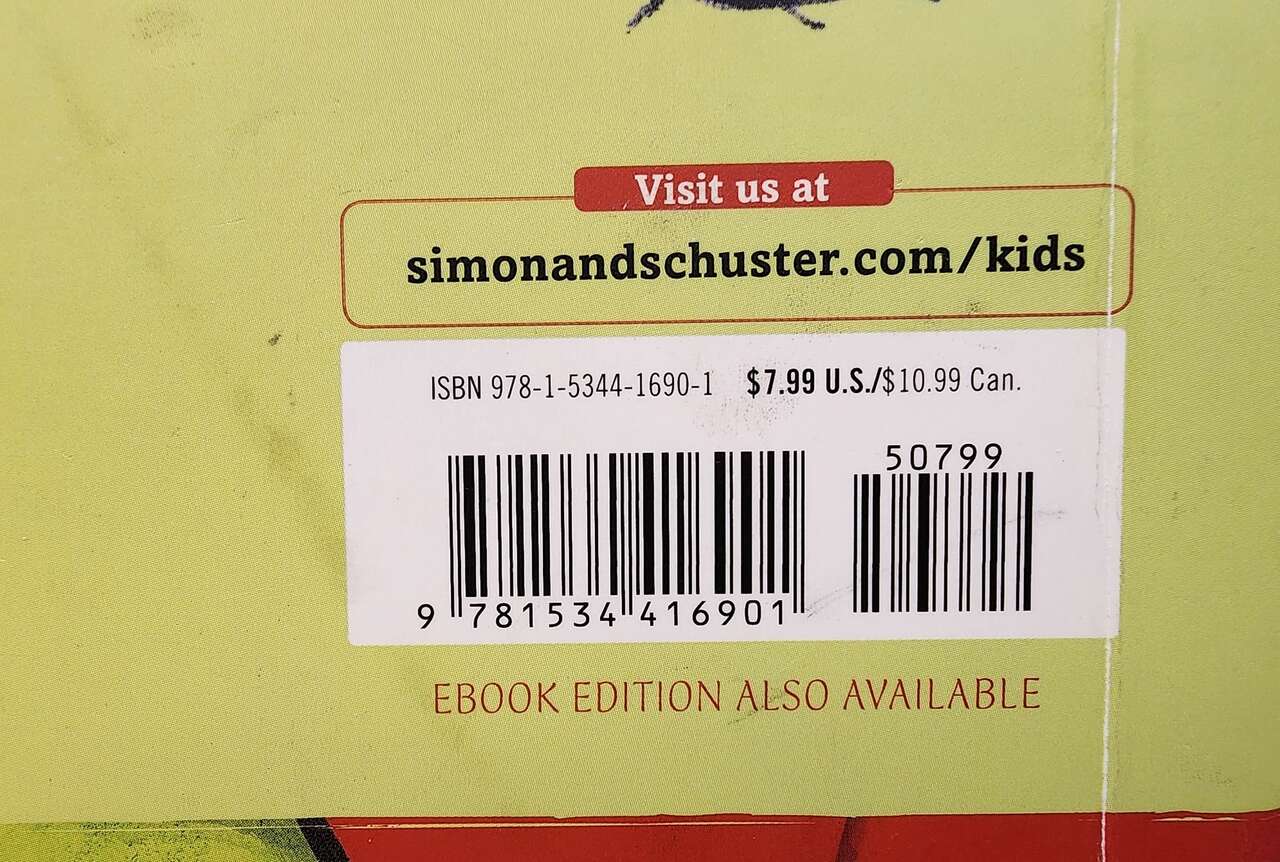 Visit us at
simonandschuster.com/kids
ISBN 978-1-5344-1690-1 $7.99 U.S./$10.99 Can.
50799
9 781534 416901
EBOOK EDITION ALSO AVAILABLE